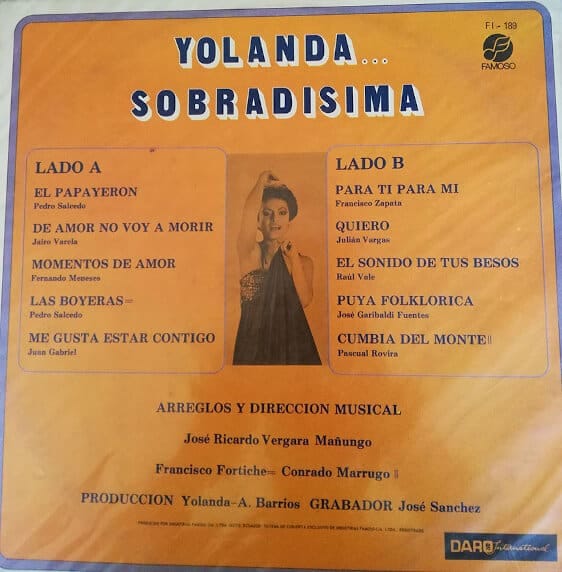 YOLANDA...
SOBRADISIMA
F.I.- 189
FAMOSO
LADO A
EL PAPAYERON
Pedro Salcedo
DE AMOR NO VOY A MORIR
Jairo Varela
MOMENTOS DE AMOR
Fernando Meneses
LAS BOYERAS=
Pedro Salcedo
ME GUSTA ESTAR CONTIGO
Juan Gabriel
LADO B
PARA TI PARA MI
Francisco Zapata
QUIERO
Julián Vargas
EL SONIDO DE TUS BESOS
Raúl Vale
PUYA FOLKLORICA
José Garibaldi Fuentes
CUMBIA DEL MONTE||
Pascual Rovira
ARREGLOS Y DIRECCION MUSICAL
José Ricardo Vergara Mañungo
Francisco Fortiche= Conrado Marrugo ||
PRODUCCION Yolanda-A. Barrios GRABADOR José Sanchez
DARO International